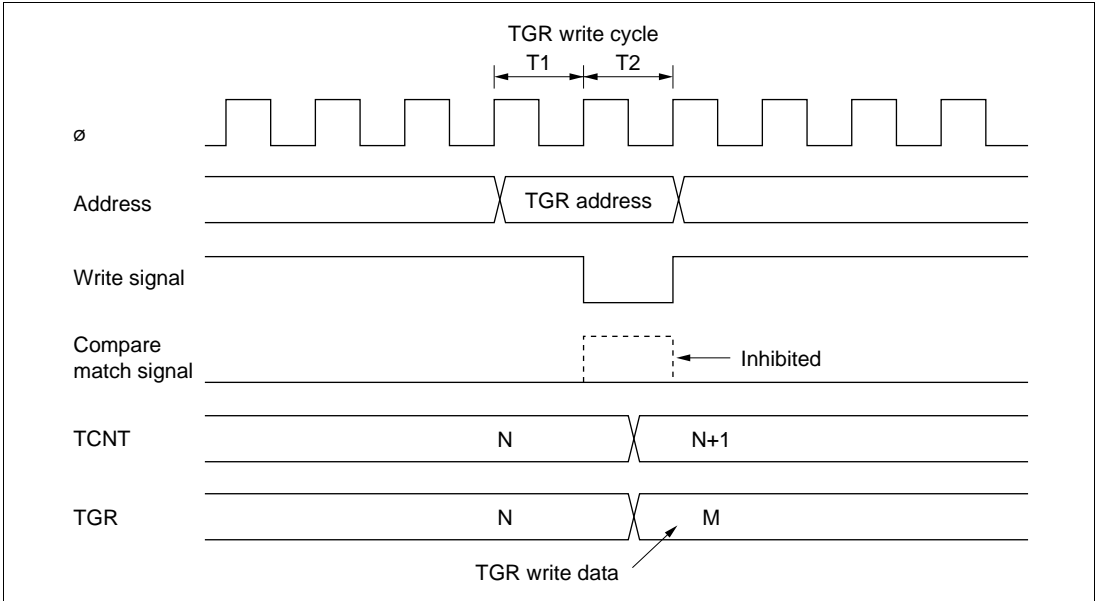 TGR write cycle
T1 T2
ø
Address TGR address
Write signal
Compare
match signal Inhibited
TCNT N N+1
TGR N M
TGR write data